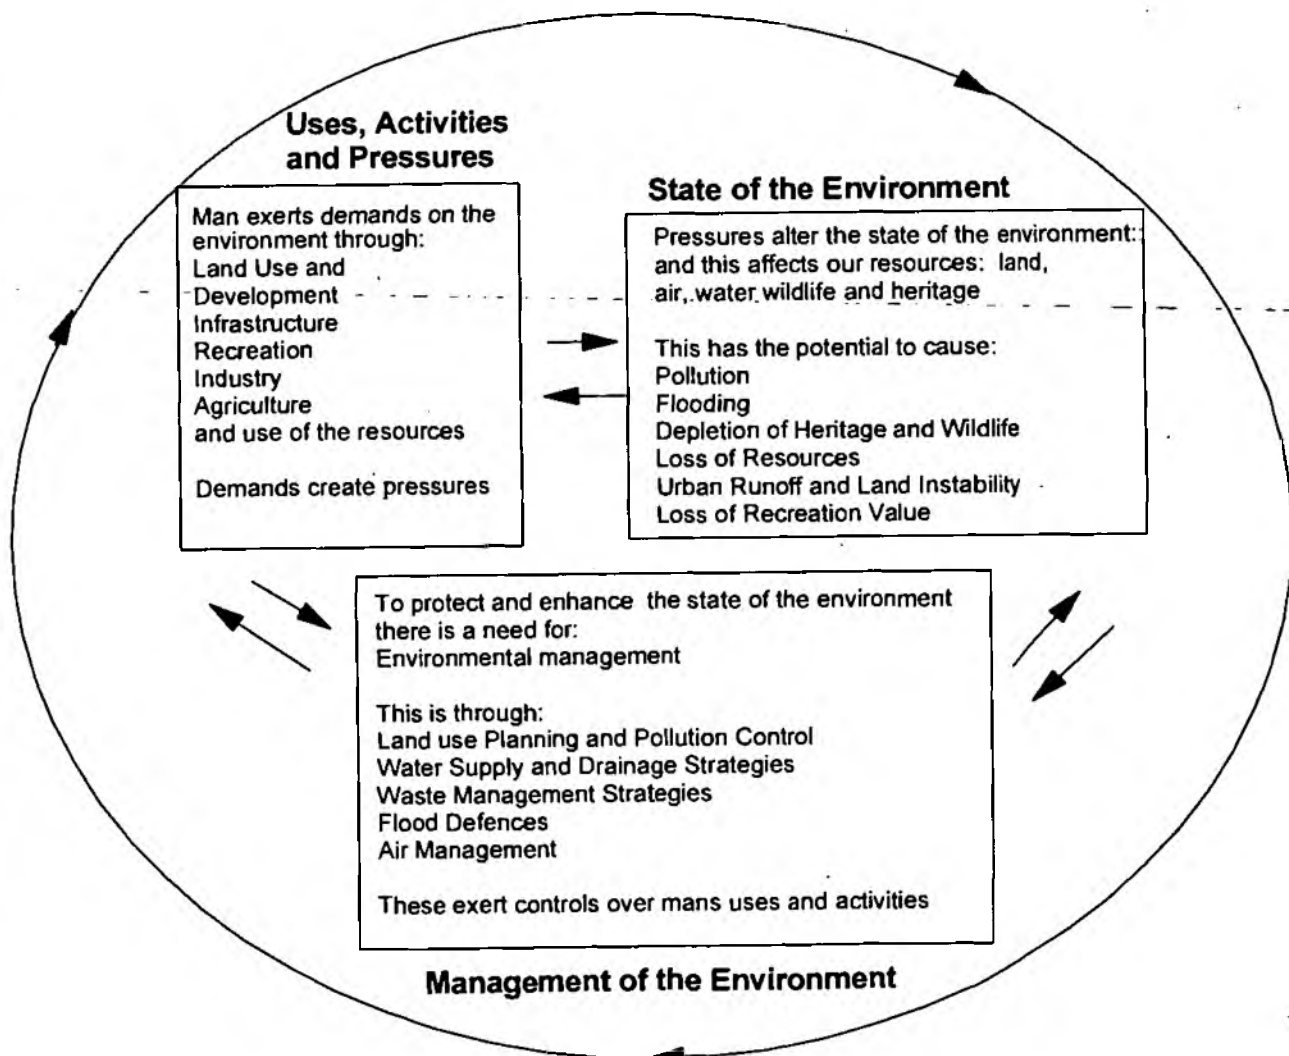 Uses, Activities
and Pressures
Man exerts demands on the
environment through:
Land Use and
Development
Infrastructure
Recreation
Industry
Agriculture
and use of the resources
Demands create pressures
State of the Environment
Pressures alter the state of the environment:
and this affects our resources: land,
air, water wildlife and heritage
This has the potential to cause:
Pollution
Flooding
Depletion of Heritage and Wildlife
Loss of Resources
Urban Runoff and Land Instability
Loss of Recreation Value
To protect and enhance the state of the environment
there is a need for:
Environmental management
This is through:
Land use Planning and Pollution Control
Water Supply and Drainage Strategies
Waste Management Strategies
Flood Defences
Air Management
These exert controls over mans uses and activities
Management of the Environment